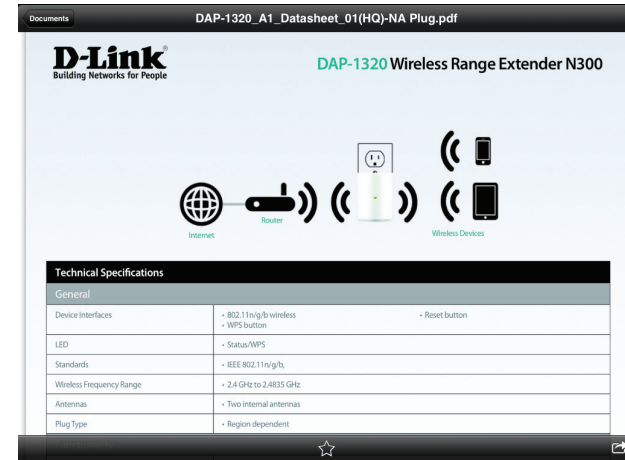 Documents
DAP-1320_A1_Datasheet_01(HQ)-NA Plug.pdf
D-Link®
Building Networks for People
DAP-1320 Wireless Range Extender N300
Internet
Router
Wireless Devices
Technical Specifications
General
Device Interfaces
• 802.11n/g/b wireless
• WPS button
• Reset button
LED
• Status/WPS
Standards
• IEEE 802.11n/g/b,
Wireless Frequency Range
• 2.4 GHz to 2.4835 GHz
Antennas
• Two internal antennas
Plug Type
• Region dependent